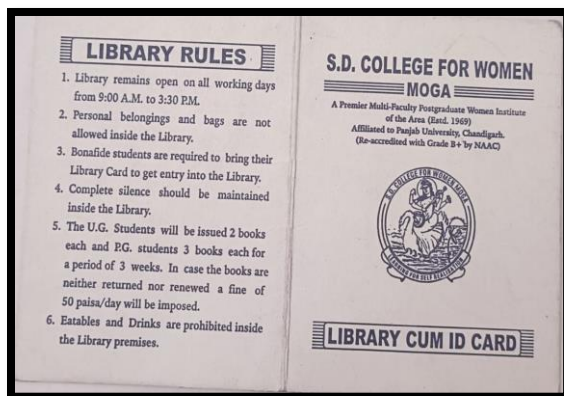 LIBRARY RULES
1. Library remains open on all working days
from 9:00 A.M. to 3:30 P.M.
2. Personal belongings and bags are not
allowed inside the Library.
3. Bonafide students are required to bring their
Library Card to get entry into the Library.
4. Complete silence should be maintained
inside the Library.
5. The U.G. Students will be issued 2 books
each and P.G. students 3 books each for
a period of 3 weeks. In case the books are
neither returned nor renewed a fine of
50 paisa/day will be imposed.
6. Eatables and Drinks are prohibited inside
the Library premises.
S.D. COLLEGE FOR WOMEN
MOGA
A Premier Multi-Faculty Postgraduate Women Institute
of the Area (Estd. 1969)
Affiliated to Panjab University, Chandigarh.
(Re-accredited with Grade B+ by NAAC)
S.D. COLLEGE FOR WOMEN MOGA
LEARNING FOR SELF REALISATION
LIBRARY CUM ID CARD